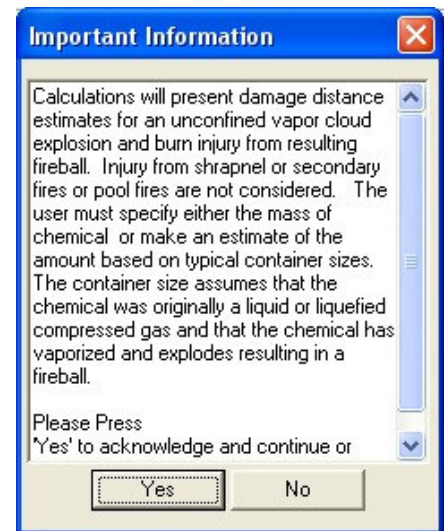 Important Information
Calculations will present damage distance
estimates for an unconfined vapor cloud
explosion and burn injury from resulting
fireball.  Injury from shrapnel or secondary
fires or pool fires are not considered.   The
user must specify either the mass of
chemical  or make an estimate of the
amount based on typical container sizes.
The container size assumes that the
chemical was originally a liquid or liquefied
compressed gas and that the chemical has
vaporized and explodes resulting in a
fireball.
Please Press
'Yes' to acknowledge and continue or
Yes
No